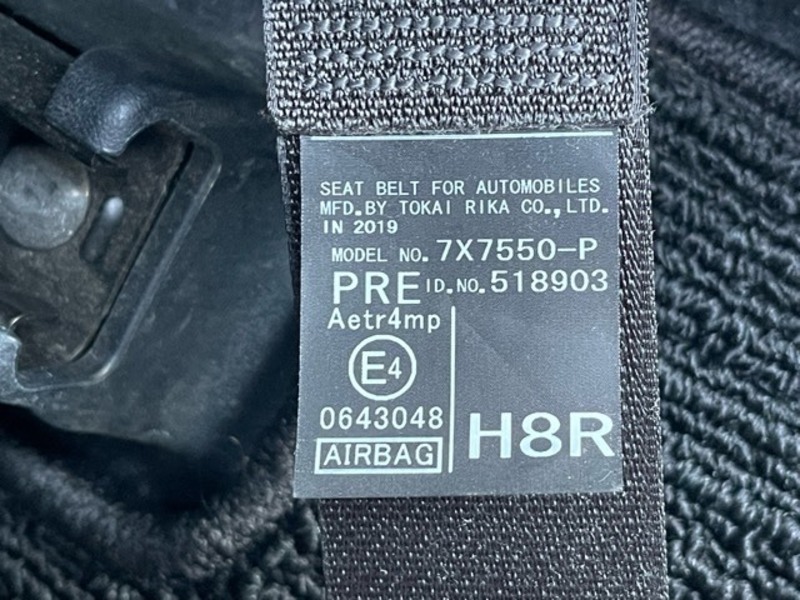 SEAT BELT FOR AUTOMOBILES
MFD.BY TOKAI RIKA CO.,LTD.
IN 2019
MODEL NO. 7X7550-P
PRE ID.NO. 518903
Aetr4mp
E4
0643048
AIRBAG
H8R